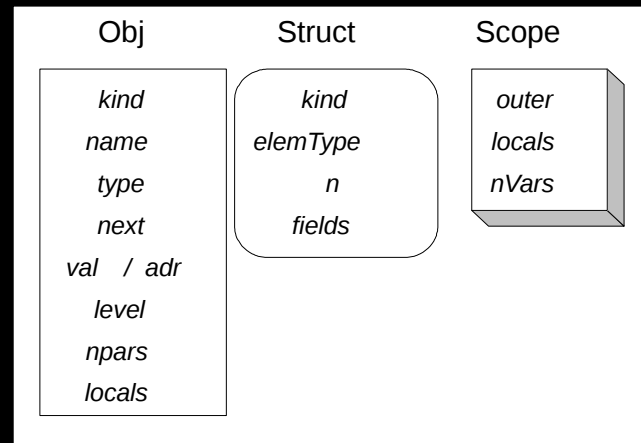 Obj
kind
name
type
next
val / adr
level
npars
locals
Struct
kind
elemType
n
fields
Scope
outer
locals
nVars